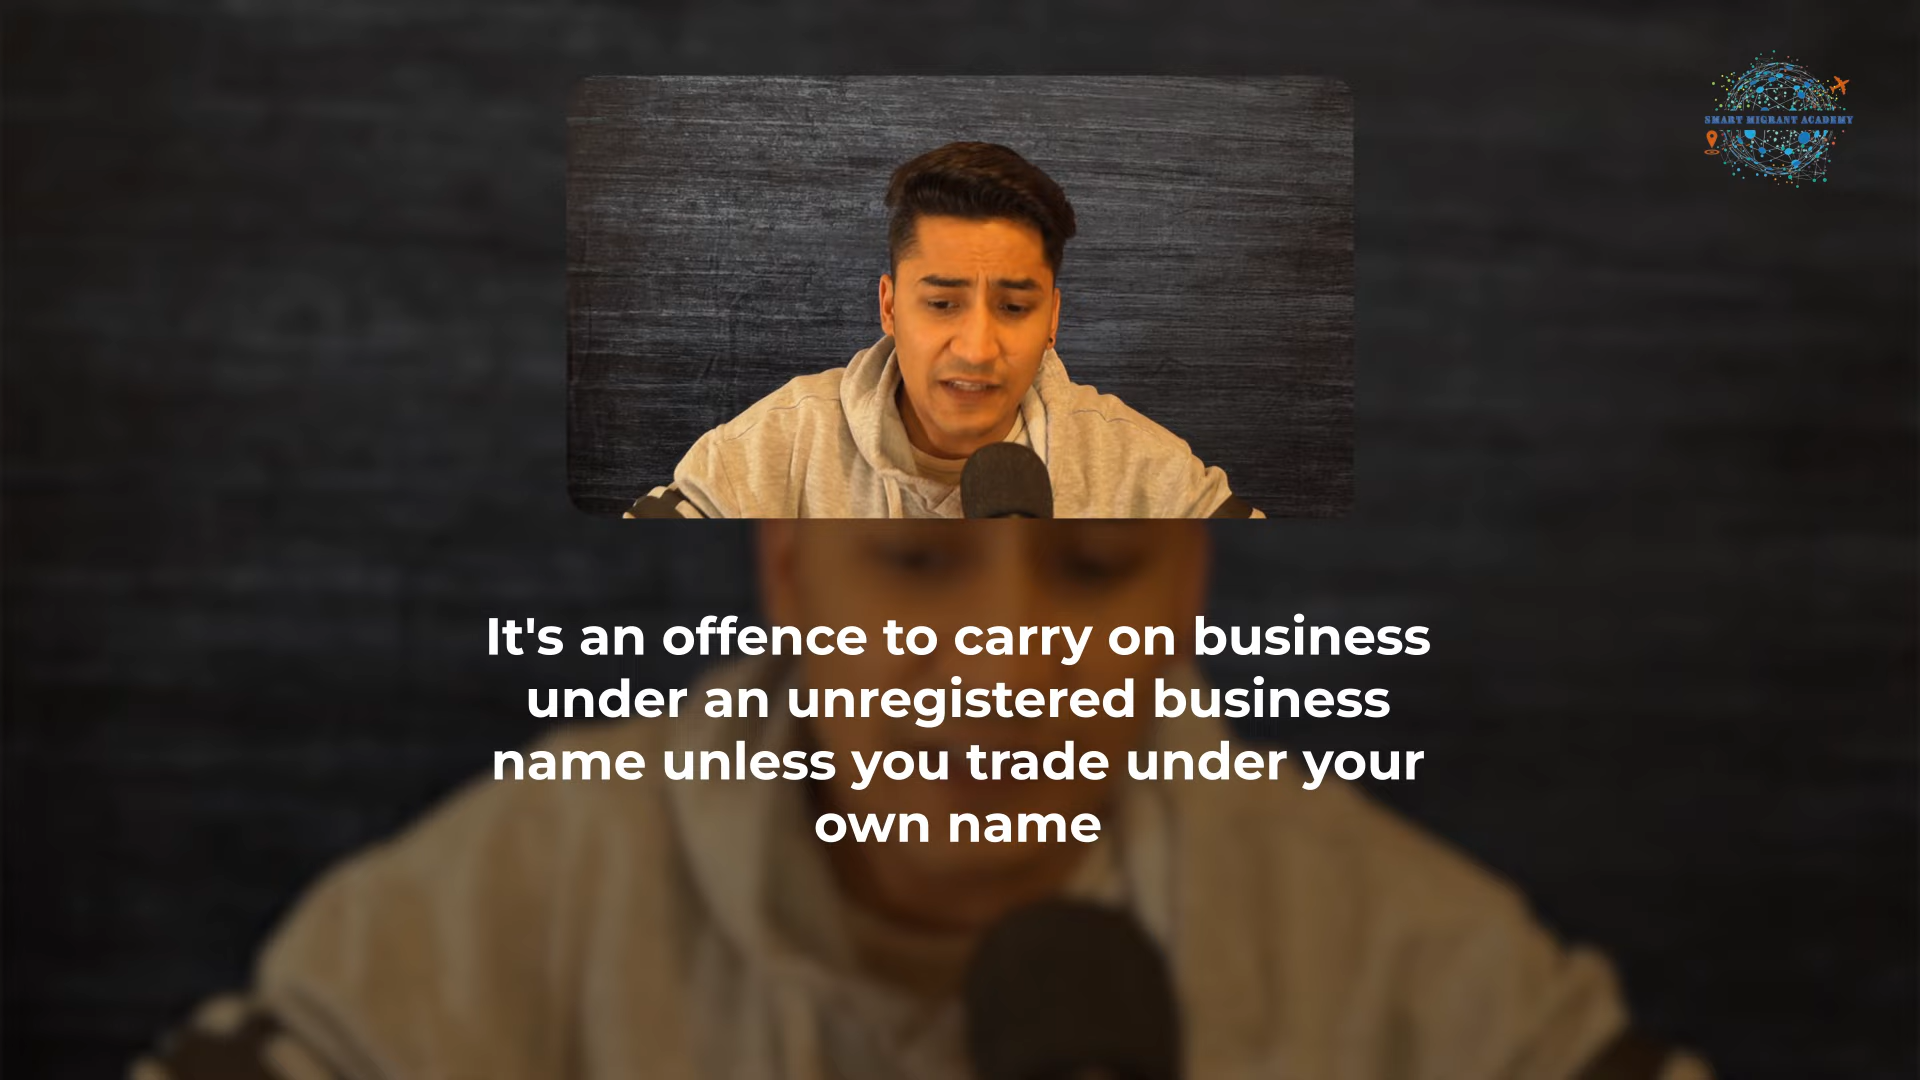 SMART MIGRANT ACADEMY
It's an offence to carry on business
under an unregistered business
name unless you trade under your
own name